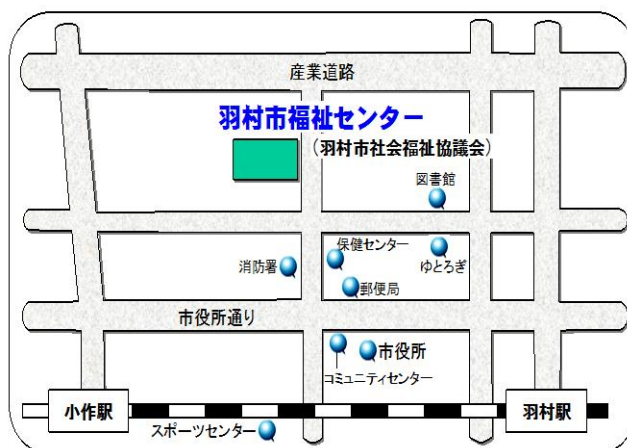 産業道路
羽村市福祉センター
(羽村市社会福祉協議会)
図書館
保健センター
消防署
ゆとろぎ
郵便局
市役所通り
市役所
コミュニティセンター
小作駅
羽村駅
スポーツセンター